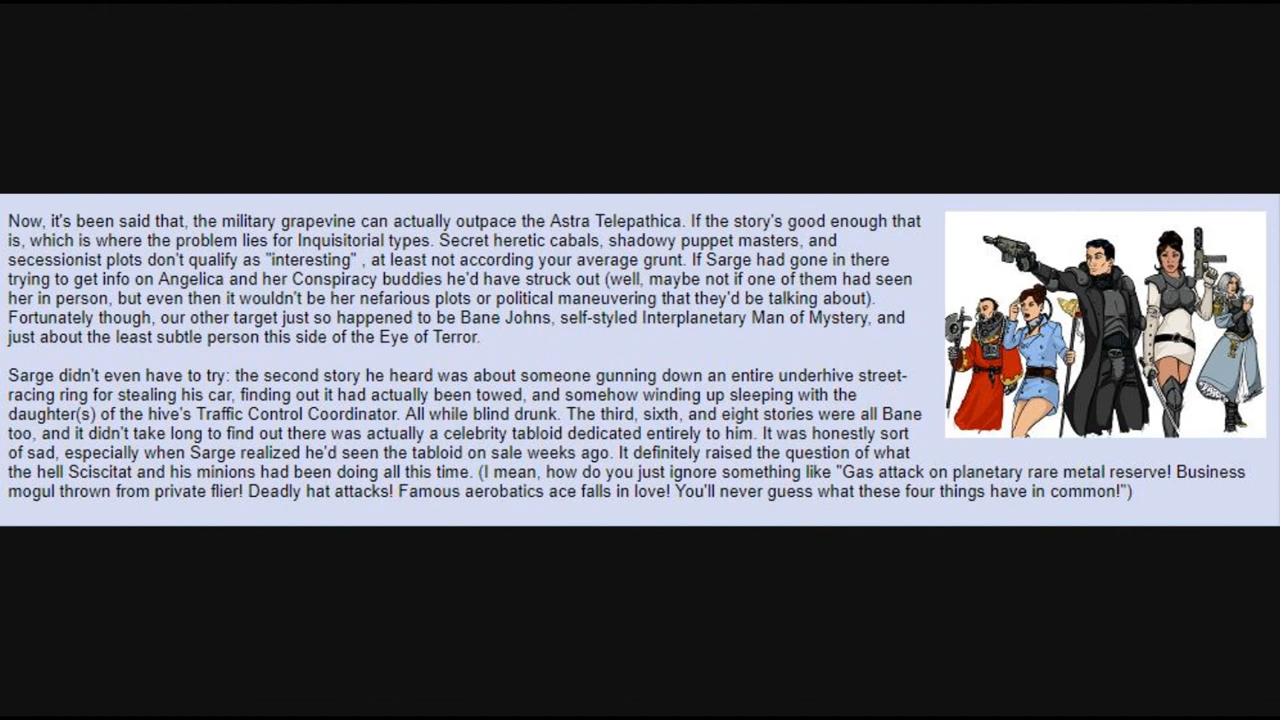 Now, it's been said that, the military grapevine can actually outpace the Astra Telepathica. If the story's good enough that
is, which is where the problem lies for Inquisitorial types. Secret heretic cabals, shadowy puppet masters, and
secessionist plots don't qualify as "interesting" , at least not according your average grunt. If Sarge had gone in there
trying to get info on Angelica and her Conspiracy buddies he'd have struck out (well, maybe not if one of them had seen
her in person, but even then it wouldn't be her nefarious plots or political maneuvering that they'd be talking about).
Fortunately though, our other target just so happened to be Bane Johns, self-styled Interplanetary Man of Mystery, and
just about the least subtle person this side of the Eye of Terror.
Sarge didn't even have to try: the second story he heard was about someone gunning down an entire underhive street-
racing ring for stealing his car, finding out it had actually been towed, and somehow winding up sleeping with the
daughter(s) of the hive's Traffic Control Coordinator. All while blind drunk. The third, sixth, and eight stories were all Bane
too, and it didn't take long to find out there was actually a celebrity tabloid dedicated entirely to him. It was honestly sort
of sad, especially when Sarge realized he'd seen the tabloid on sale weeks ago. It definitely raised the question of what
the hell Sciscitat and his minions had been doing all this time. (I mean, how do you just ignore something like "Gas attack on planetary rare metal reserve! Business
mogul thrown from private flier! Deadly hat attacks! Famous aerobatics ace falls in love! You'll never guess what these four things have in common!")